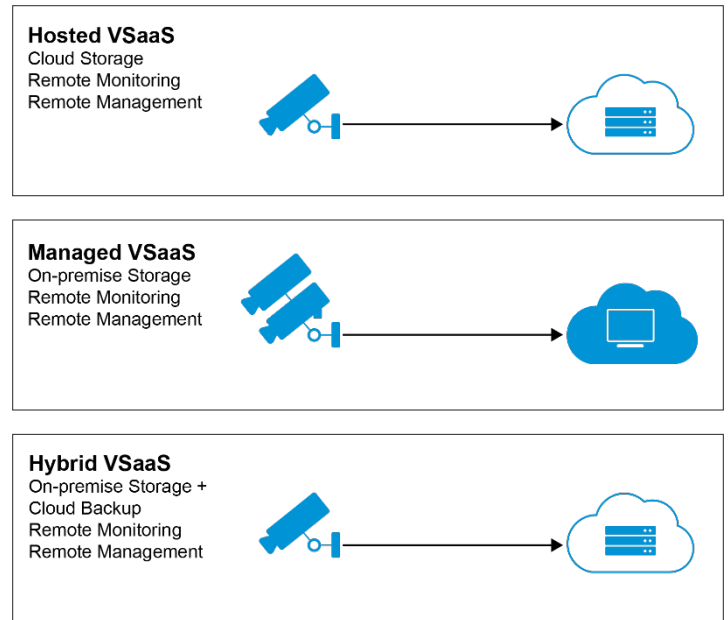 Hosted VSaaS
Cloud Storage
Remote Monitoring
Remote Management
Managed VSaaS
On-premise Storage
Remote Monitoring
Remote Management
Hybrid VSaaS
On-premise Storage +
Cloud Backup
Remote Monitoring
Remote Management